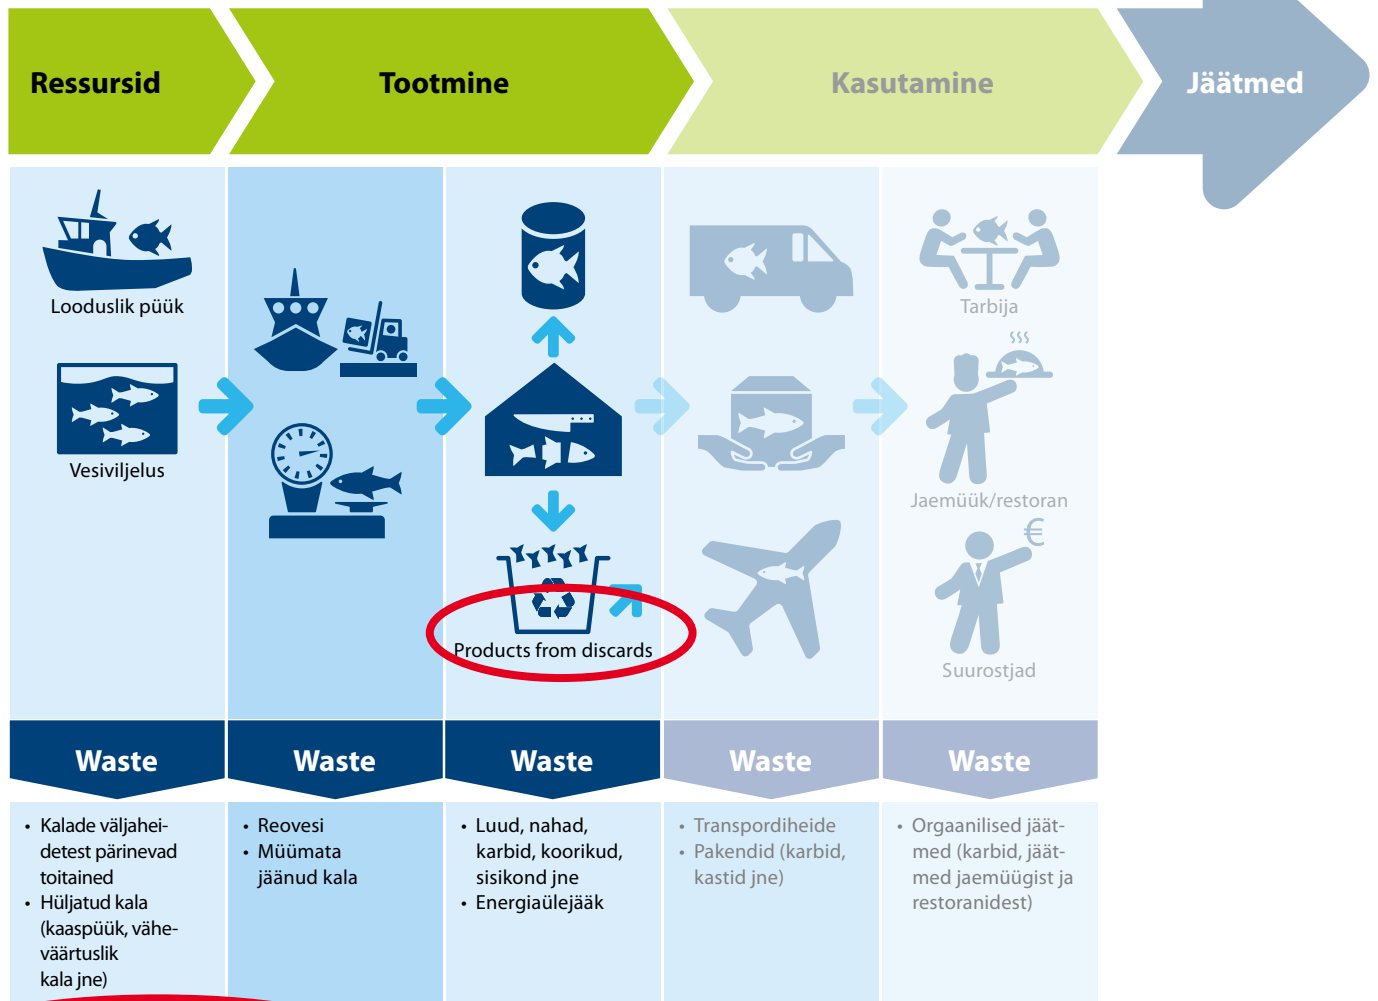 Ressursid
Tootmine
Kasutamine
Jäätmed
Looduslik püük
Vesiviljelus
Products from discards
Tarbija
Jaemüük/restoran
€
Suurostjad
Waste
Waste
Waste
Waste
Waste
• Kalade väljahei-
detest pärinevad
toitained
• Hüljatud kala
(kaaspüük, vähe-
väärtuslik
kala jne)
• Reovesi
• Müümata
jäänud kala
• Luud, nahad,
karbid, koorikud,
sisikond jne
• Energiaülejääk
• Transpordiheide
• Pakendid (karbid,
kastid jne)
• Orgaanilised jäät-
med (karbid, jäät-
med jaemüügist ja
restoranidest)